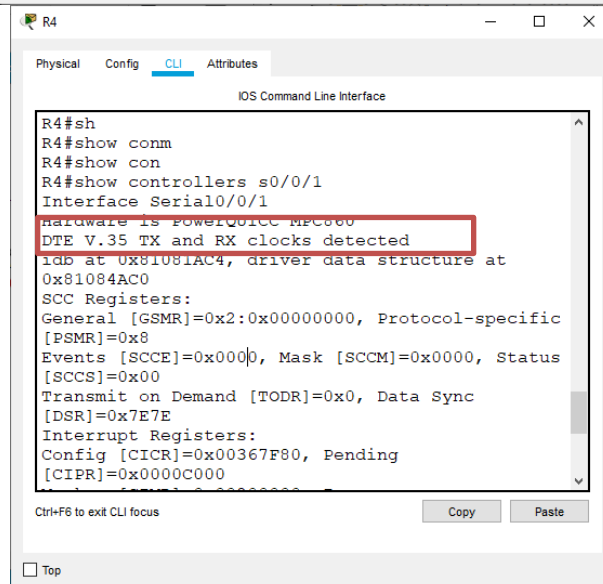 R4
Physical Config CLI Attributes
IOS Command Line Interface
R4#sh
R4#show conm
R4#show con
R4#show controllers s0/0/1
Interface Serial0/0/1
Hardware is PowerQUICC MPC860
DTE V.35 TX and RX clocks detected
idb at 0x81081AC4, driver data structure at
0x81084AC0
SCC Registers:
General [GSMR]=0x2:0x00000000, Protocol-specific
[PSMR]=0x8
Events [SCCE]=0x0000, Mask [SCCM]=0x0000, Status
[SCCS]=0x00
Transmit on Demand [TODR]=0x0, Data Sync
[DSR]=0x7E7E
Interrupt Registers:
Config [CICR]=0x00367F80, Pending
[CIPR]=0x0000C000
Ctrl+F6 to exit CLI focus
Copy Paste
Top